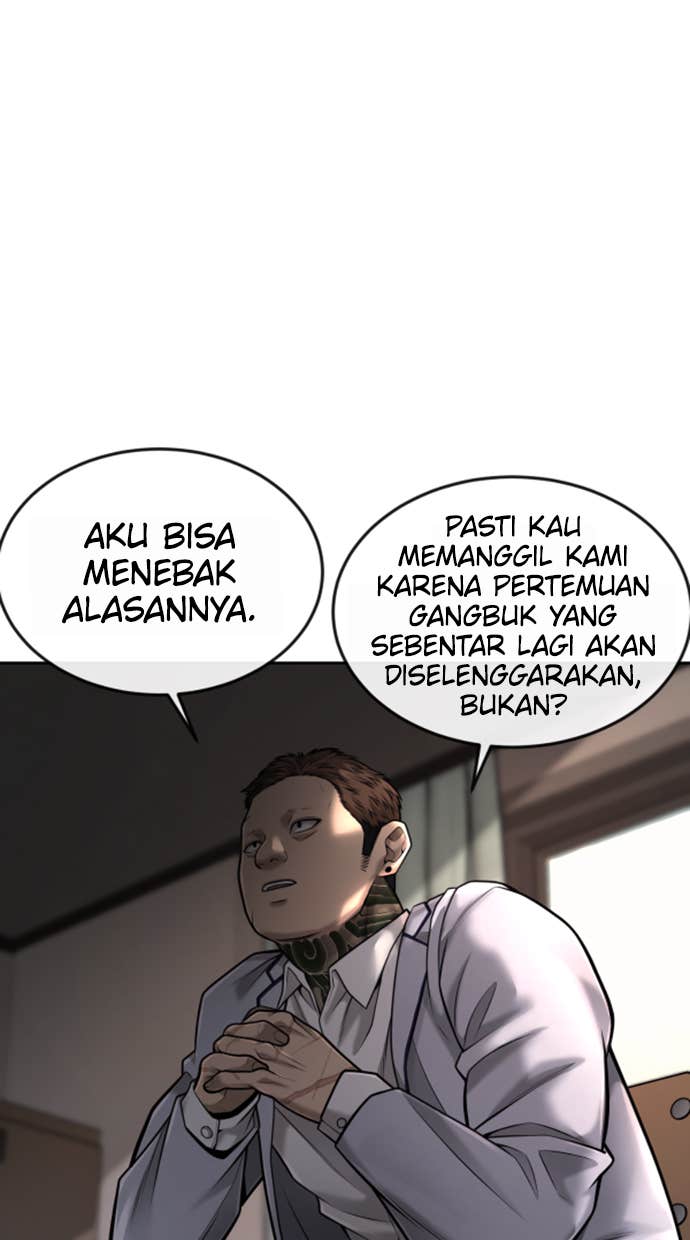 AKU BISA
MENEBAK
ALASANNYA.
PASTI KAU
MEMANGGIL KAMI
KARENA PERTEMUAN
GANGBUK YANG
SEBENTAR LAGI AKAN
DISELENGGARAKAN,
BUKAN?